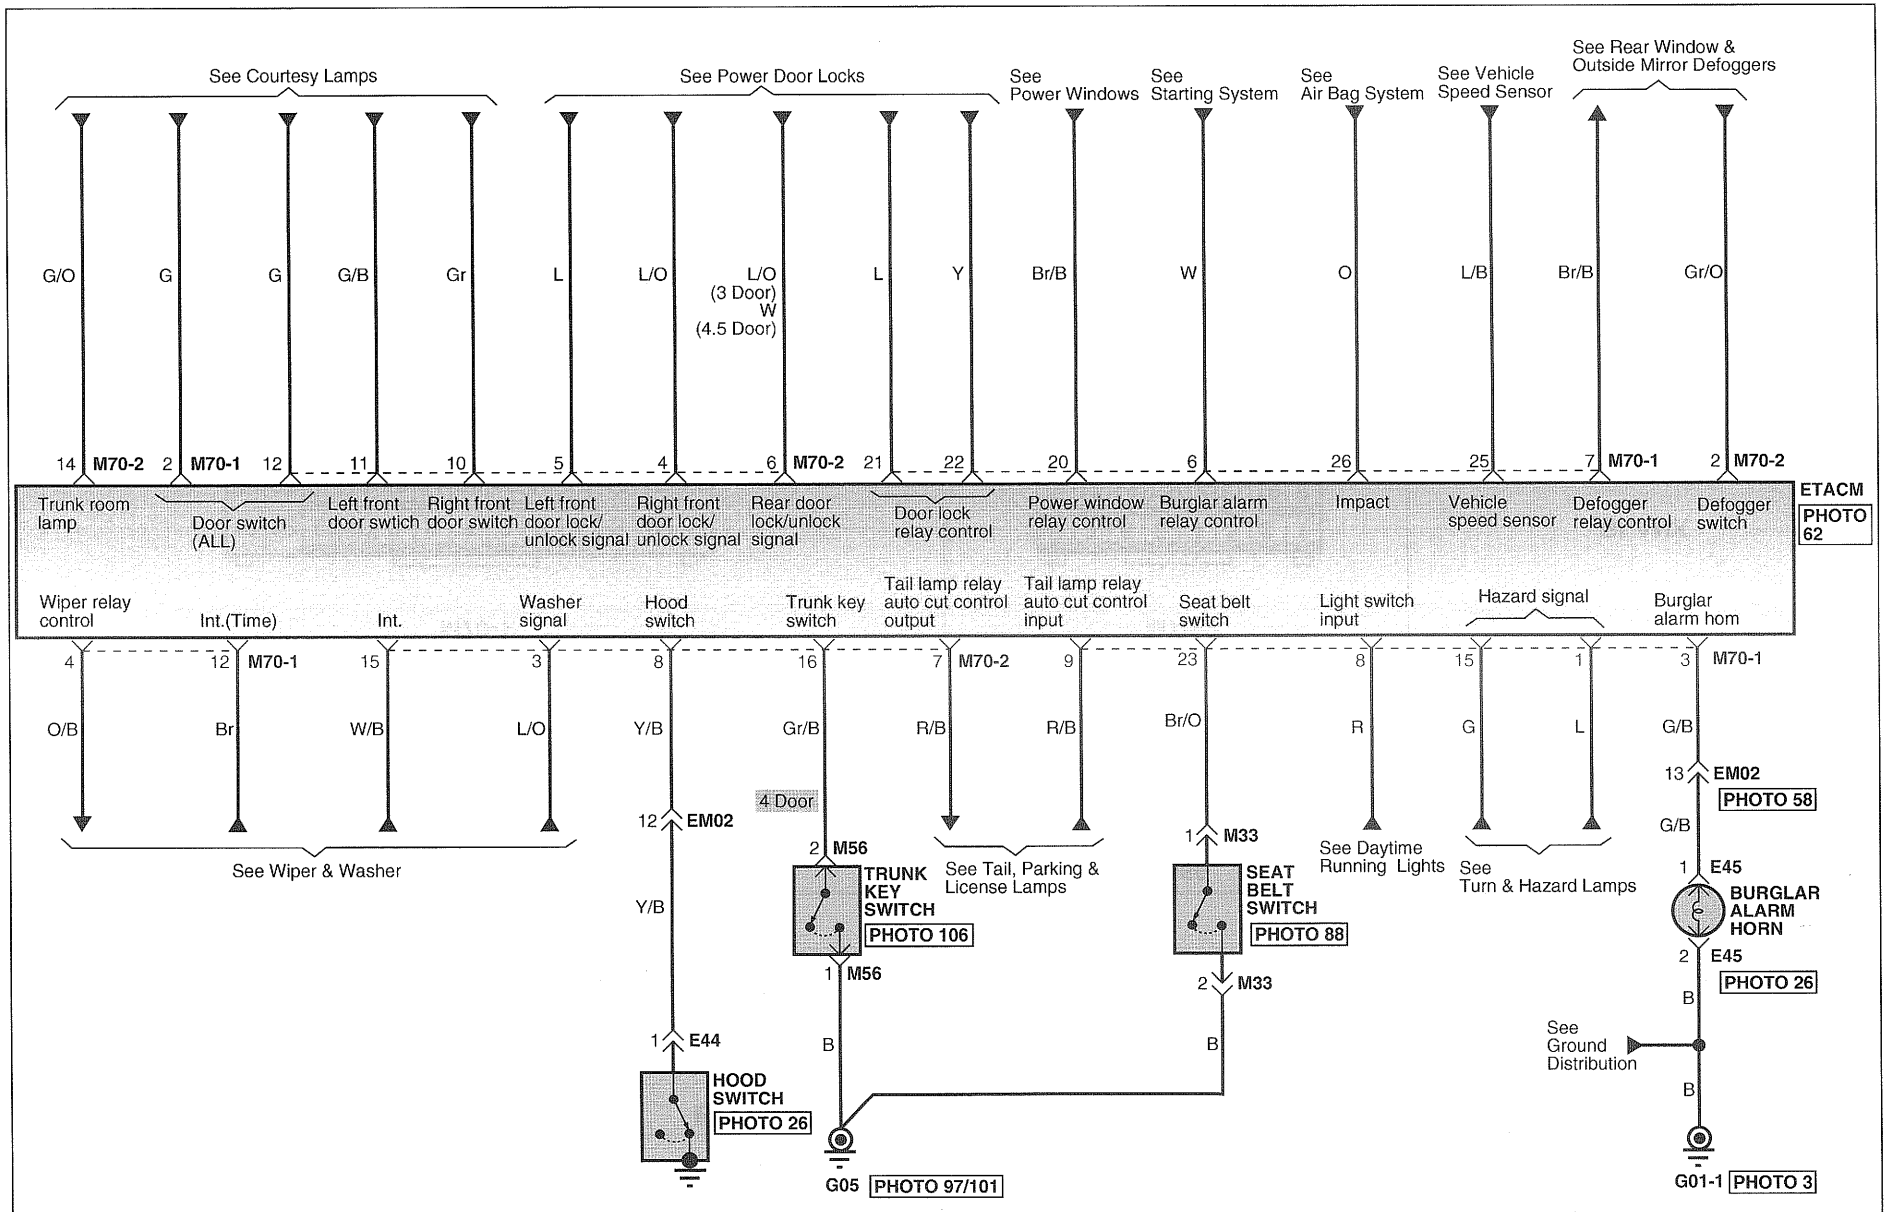 See Courtesy Lamps
See Power Door Locks
See
Power Windows
See
Starting System
See
Air Bag System
See Vehicle
Speed Sensor
See Rear Window &
Outside Mirror Defoggers
G/O
G
G
G/B
Gr
L
L/O
L/O
(3 Door)
W
(4.5 Door)
L
Y
Br/B
W
O
L/B
Br/B
Gr/O
14 M70-2
2 M70-1
12
11
10
5
4
6 M70-2
21
22
20
6
26
25
7 M70-1
2 M70-2
ETACM
PHOTO
62
Trunk room
lamp
Door switch
(ALL)
Left front
door swtich
Right front
door switch
Left front
door lock/
unlock signal
Right front
door lock/
unlock signal
Rear door
lock/unlock
signal
Door lock
relay control
Power window
relay control
Burglar alarm
relay control
Impact
Vehicle
speed sensor
Defogger
relay control
Defogger
switch
Wiper relay
control
Int.(Time)
Int.
Washer
signal
Hood
switch
Trunk key
switch
Tail lamp relay
auto cut control
output
Tail lamp relay
auto cut control
input
Seat belt
switch
Light switch
input
Hazard signal
Burglar
alarm hom
4
12 M70-1
15
3
8
16
7 M70-2
9
23
8
15
1
3 M70-1
O/B
Br
W/B
L/O
Y/B
Gr/B
R/B
R/B
Br/O
R
G
L
G/B
13 EM02
PHOTO 58
G/B
4 Door
12 EM02
1 M33
2 M56
See Wiper & Washer
See Tail, Parking &
License Lamps
See Daytime
Running Lights
See
Turn & Hazard Lamps
1 E45
TRUNK
KEY
SWITCH
PHOTO 106
SEAT
BELT
SWITCH
PHOTO 88
BURGLAR
ALARM
HORN
Y/B
1 M56
2 M33
2 E45
PHOTO 26
B
1 E44
B
B
See
Ground
Distribution
B
HOOD
SWITCH
PHOTO 26
G05 PHOTO 97/101
G01-1 PHOTO 3